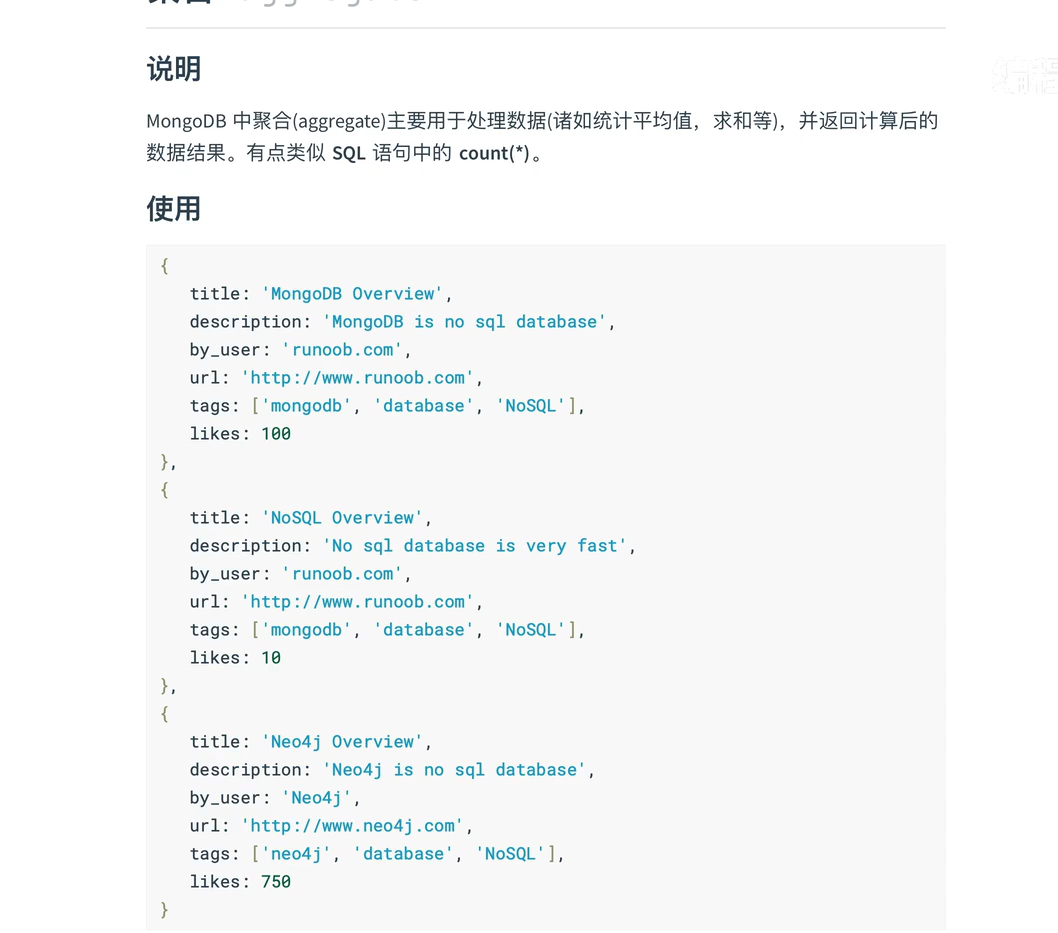 说明
MongoDB 中聚合(aggregate)主要用于处理数据(诸如统计平均值，求和等)，并返回计算后的
数据结果。有点类似 SQL 语句中的 count(*)。
使用
{
title: 'MongoDB Overview',
description: 'MongoDB is no sql database',
by_user: 'runoob.com',
url: 'http://www.runoob.com',
tags: ['mongodb', 'database', 'NoSQL'],
likes: 100
},
{
title: 'NoSQL Overview',
description: 'No sql database is very fast',
by_user: 'runoob.com',
url: 'http://www.runoob.com',
tags: ['mongodb', 'database', 'NoSQL'],
likes: 10
},
{
title: 'Neo4j Overview',
description: 'Neo4j is no sql database',
by_user: 'Neo4j',
url: 'http://www.neo4j.com',
tags: ['neo4j', 'database', 'NoSQL'],
likes: 750
}